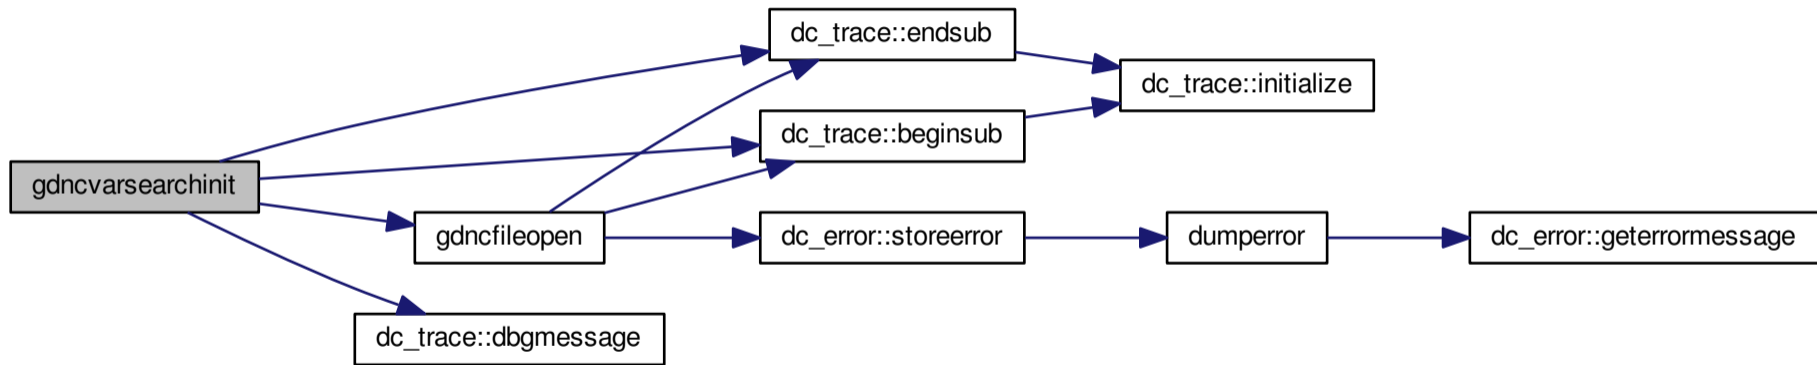 dc_trace::endsub
dc_trace::initialize
dc_trace::beginsub
gdncvarsearchinit
gdncfileopen
dc_error::storeerror
dumperror
dc_error::geterrormessage
dc_trace::dbgmessage